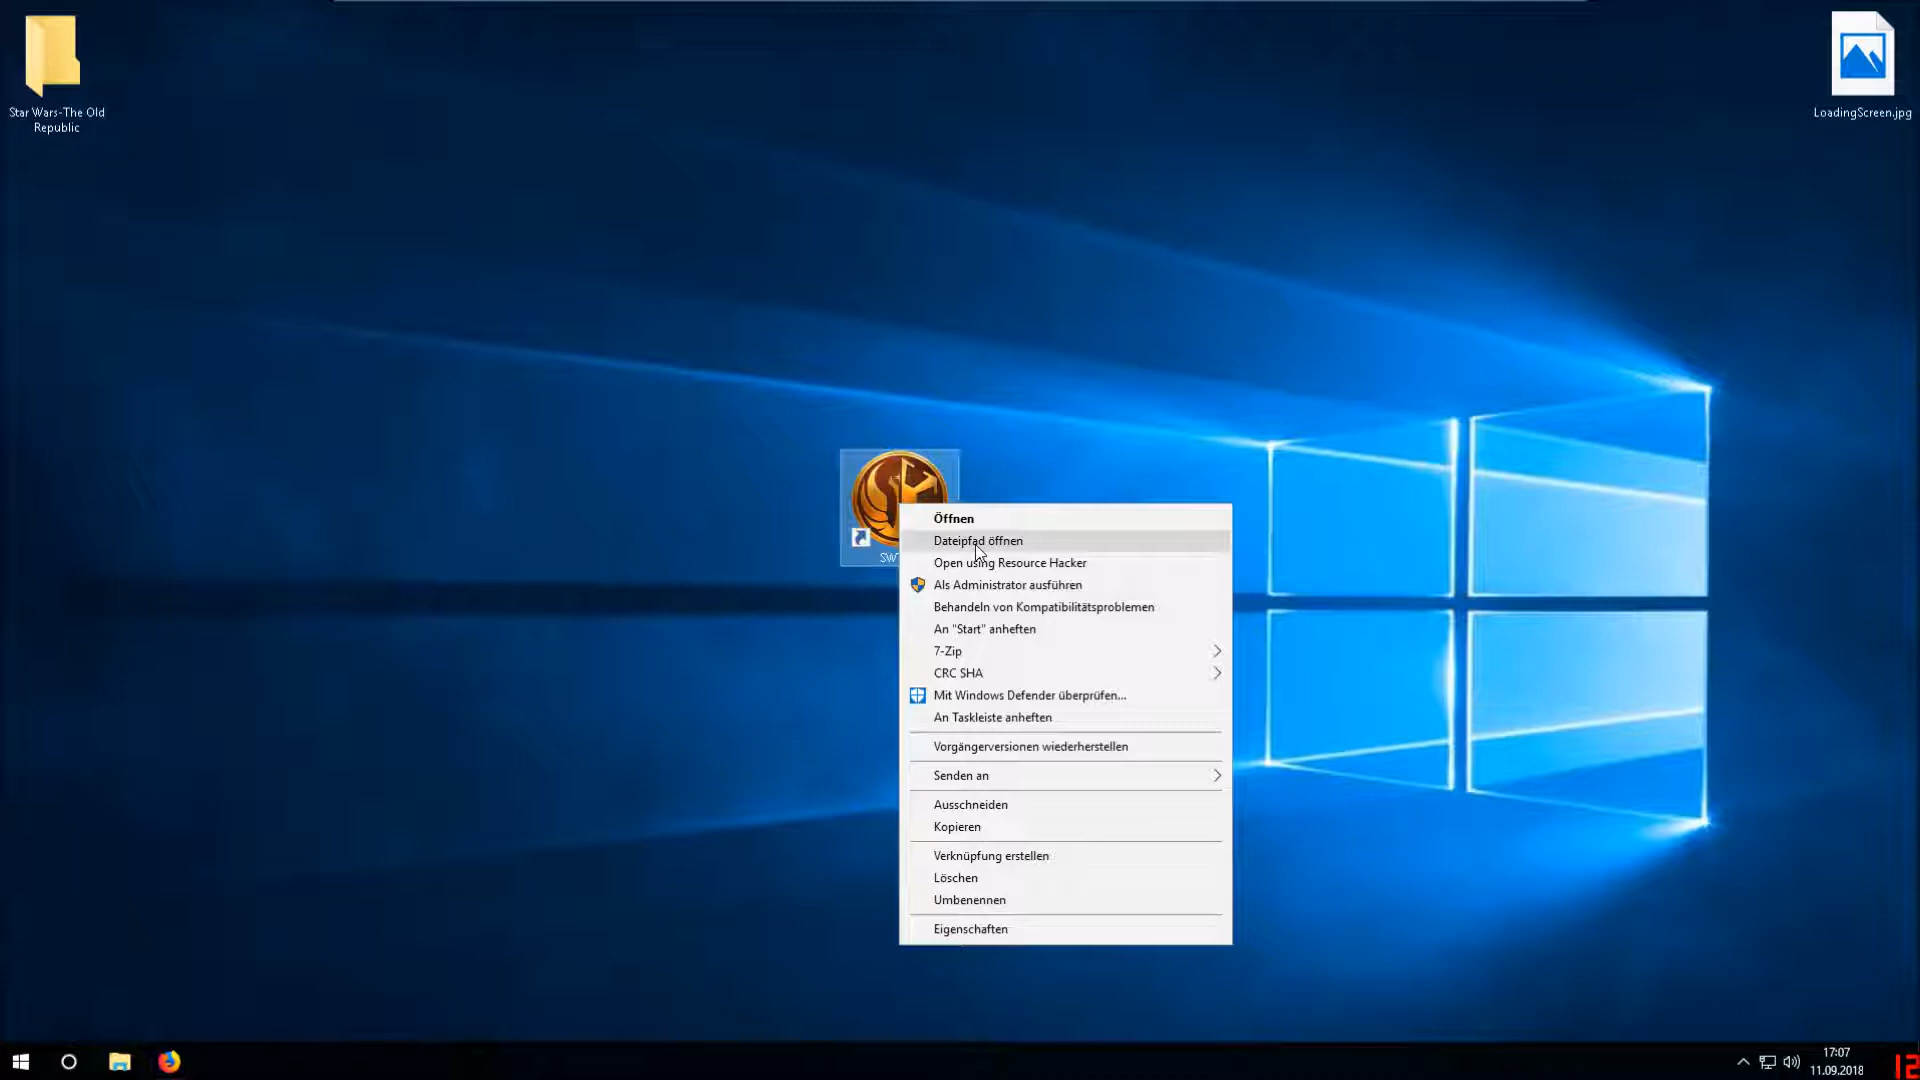 Star Wars-The Old
Republic
LoadingScreen.jpg
SW
Öffnen
Dateipfad öffnen
Open using Resource Hacker
Als Administrator ausführen
Behandeln von Kompatibilitätsproblemen
An "Start" anheften
7-Zip
CRC SHA
Mit Windows Defender überprüfen...
An Taskleiste anheften
Vorgängerversionen wiederherstellen
Senden an
Ausschneiden
Kopieren
Verknüpfung erstellen
Löschen
Umbenennen
Eigenschaften
17:07
11.09.2018
12